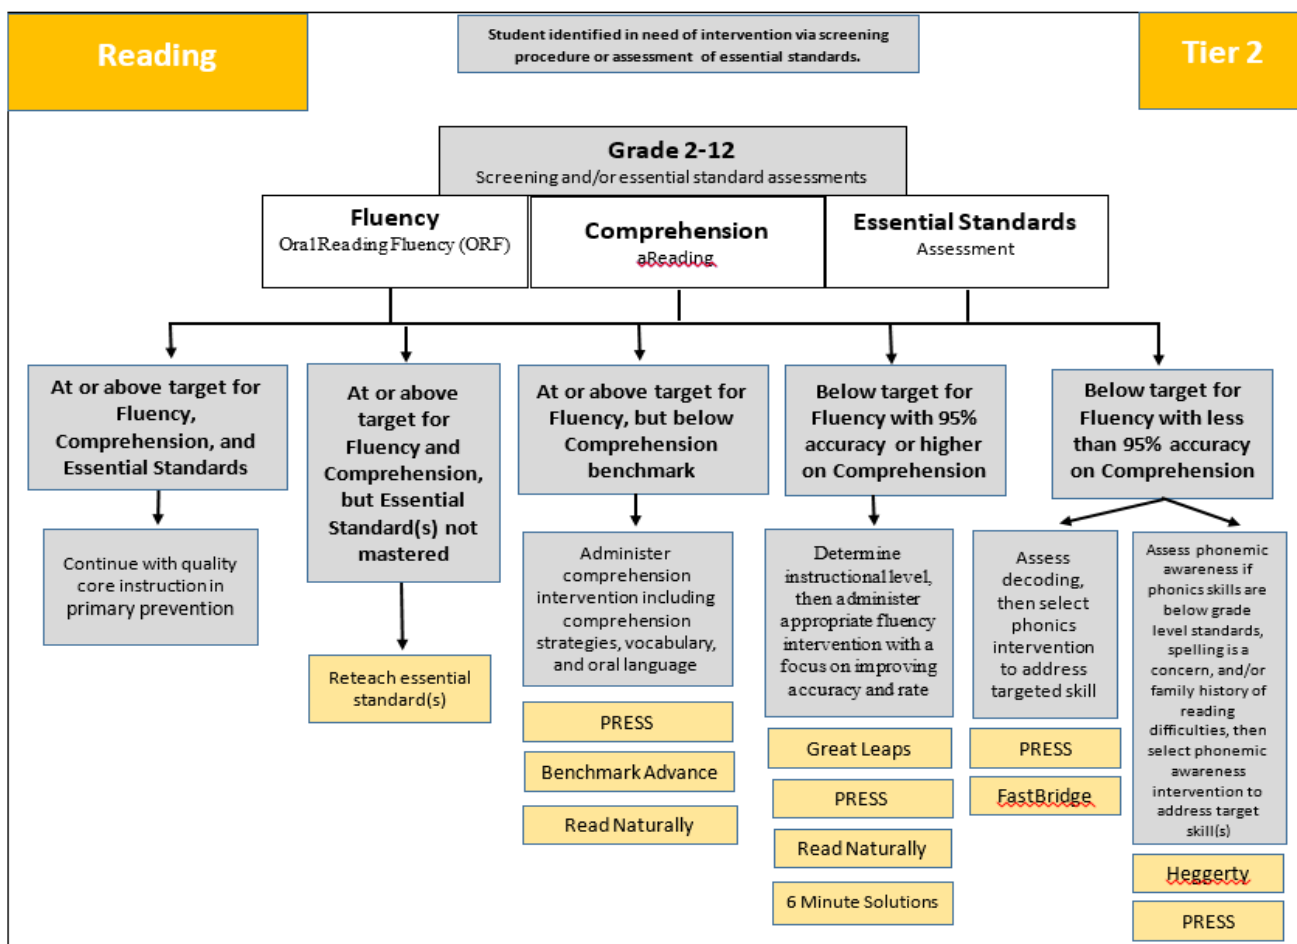 Reading
Student identified in need of intervention via screening
procedure or assessment of essential standards.
Tier 2
Grade 2-12
Screening and/or essential standard assessments
Fluency
Oral Reading Fluency (ORF)
Comprehension
aReading
Essential Standards
Assessment
At or above target for
Fluency,
Comprehension, and
Essential Standards
Continue with quality
core instruction in
primary prevention
At or above
target for
Fluency and
Comprehension,
but Essential
Standard(s) not
mastered
Reteach essential
standard(s)
At or above target for
Fluency, but below
Comprehension
benchmark
Administer
comprehension
intervention including
comprehension
strategies, vocabulary,
and oral language
PRESS
Benchmark Advance
Read Naturally
Below target for
Fluency with 95%
accuracy or higher
on Comprehension
Determine
instructional level,
then administer
appropriate fluency
intervention with a
focus on improving
accuracy and rate
Great Leaps
PRESS
Read Naturally
6 Minute Solutions
Below target for
Fluency with less
than 95% accuracy
on Comprehension
Assess
decoding,
then select
phonics
intervention
to address
targeted skill
PRESS
FastBridge
Assess phonemic
awareness if
phonics skills are
below grade
level standards,
spelling is a
concern, and/or
family history of
reading
difficulties, then
select phonemic
awareness
intervention to
address target
skill(s)
Heggerty
PRESS